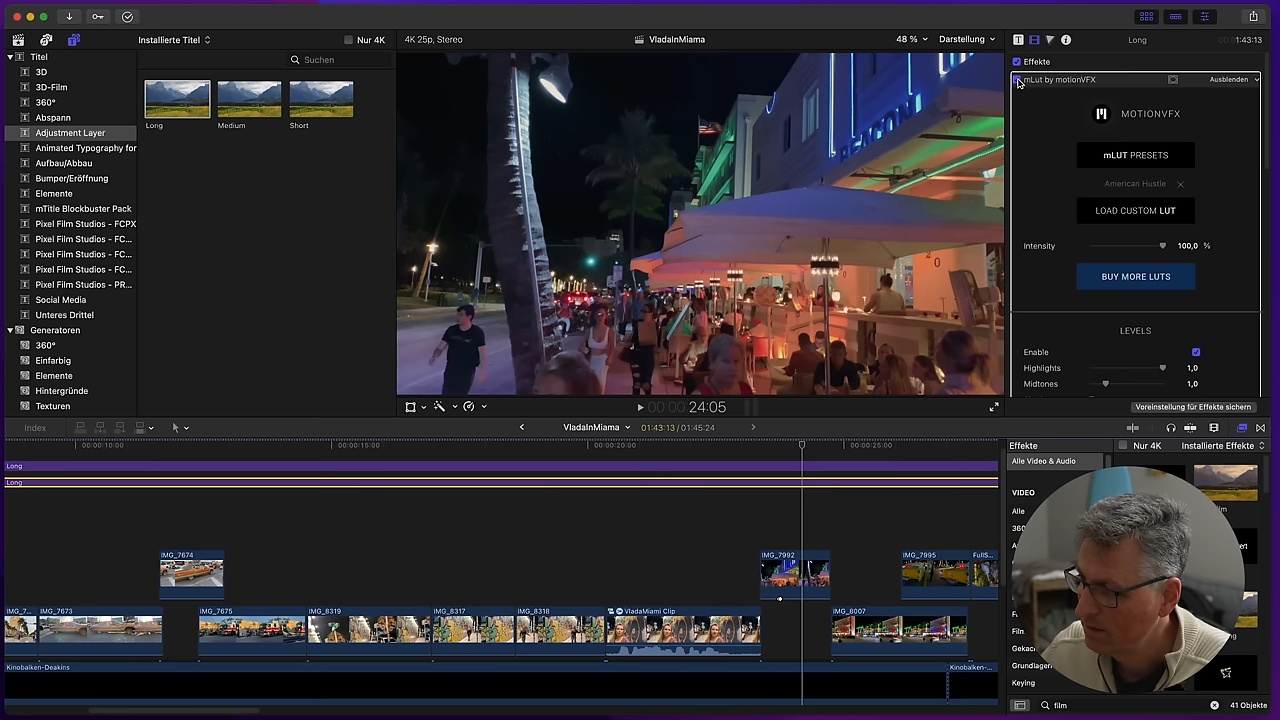 Installierte Titel
Nur 4K
4K 25p, Stereo
VladaInMiama
48 %
Darstellung
Long
1:43:13
Titel
3D
3D-Film
360°
Abspann
Adjustment Layer
Animated Typography for
Aufbau/Abbau
Bumper/Eröffnung
Elemente
mTitle Blockbuster Pack
Pixel Film Studios - FCPX
Pixel Film Studios - FC...
Pixel Film Studios - FC...
Pixel Film Studios - FC...
Pixel Film Studios - PR...
Social Media
Unteres Drittel
Generatoren
360°
Einfarbig
Elemente
Hintergründe
Texturen
Suchen
Long
Medium
Short
Effekte
mLut by motionVFX
Ausblenden
MOTIONVFX
mLUT PRESETS
American Hustle
LOAD CUSTOM LUT
Intensity
100,0 %
BUY MORE LUTS
LEVELS
Enable
Highlights
1,0
Midtones
1,0
00:00 24:05
Voreinstellung für Effekte sichern
Index
VladaInMiama
01:43:13 / 01:45:24
00:00:10:00
00:00:15:00
00:00:20:00
00:00:25:00
Long
Long
IMG_7674
IMG_7992
IMG_7995
FullS...
IMG_7...
IMG_7673
IMG_7675
IMG_8319
IMG_8317
IMG_8318
VladaMiami Clip
IMG_8007
Kinobalken-Deakins
Kinobalken-...
Effekte
Nur 4K
Installierte Effekte
Alle Video & Audio
VIDEO
Alle
Film
Grundlagen
Keying
film
41 Objekte